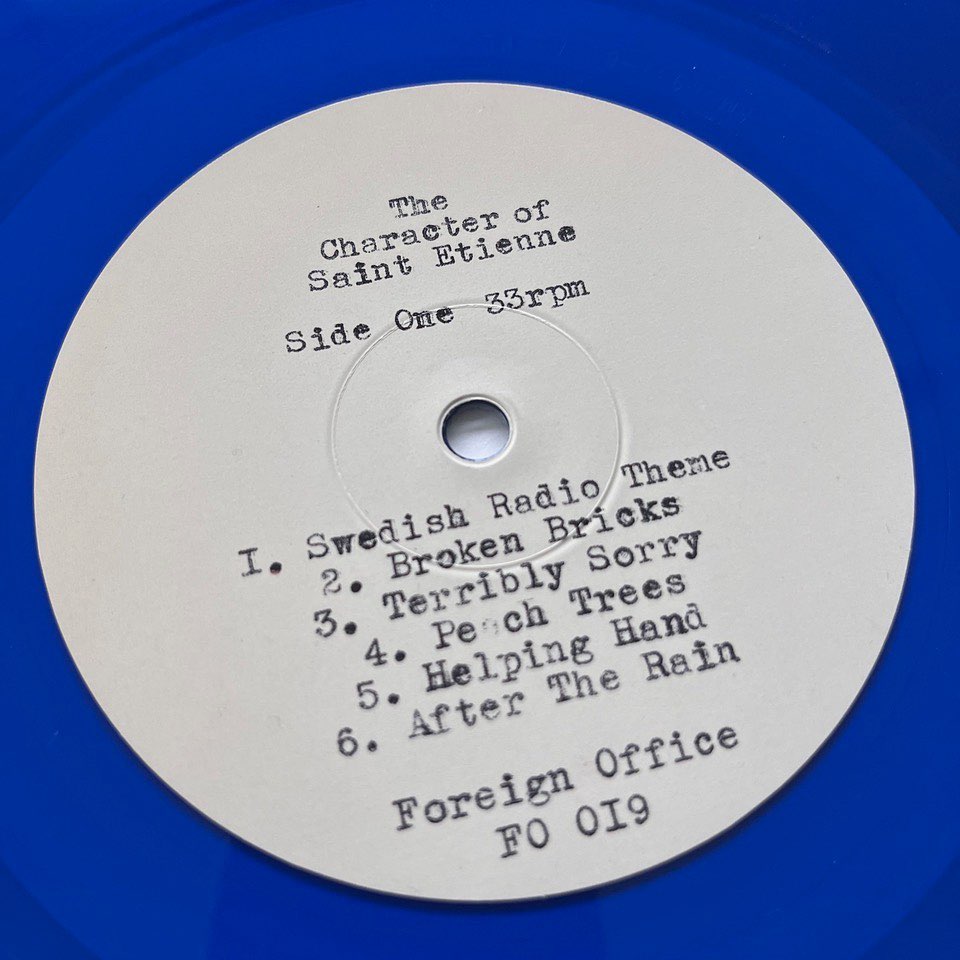 The
Character of
Saint Etienne
Side One 33rpm
I. Swedish Radio Theme
2. Broken Bricks
3. Terribly Sorry
4. Peach Trees
5. Helping Hand
6. After The Rain
Foreign Office
FO OI9